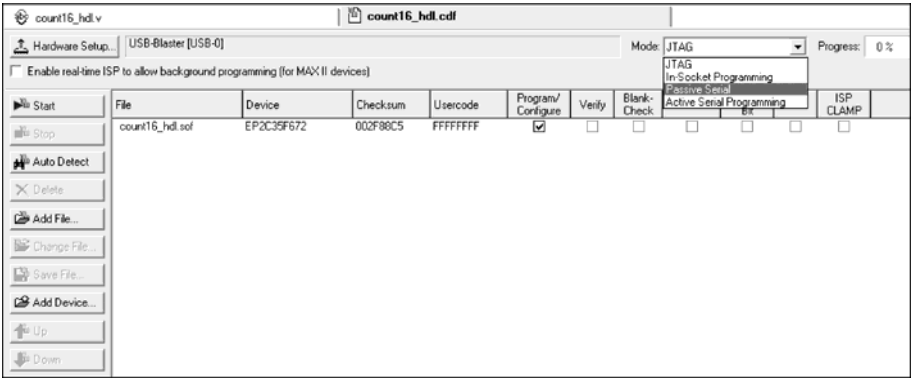 count16_hdl.v
count16_hdl.cdf
Hardware Setup... USB-Blaster [USB-0] Mode: JTAG Progress: 0 %
JTAG
In-Socket Programming
Passive Serial
Active Serial Programming
Enable real-time ISP to allow background programming (for MAX II devices)
File Device Checksum Usercode Program/ Configure Verify Blank- Check Bit ISP CLAMP
count16_hdl.sof EP2C35F672 002F88C5 FFFFFFFF
Start
Stop
Auto Detect
Delete
Add File...
Change File...
Save File...
Add Device...
Up
Down